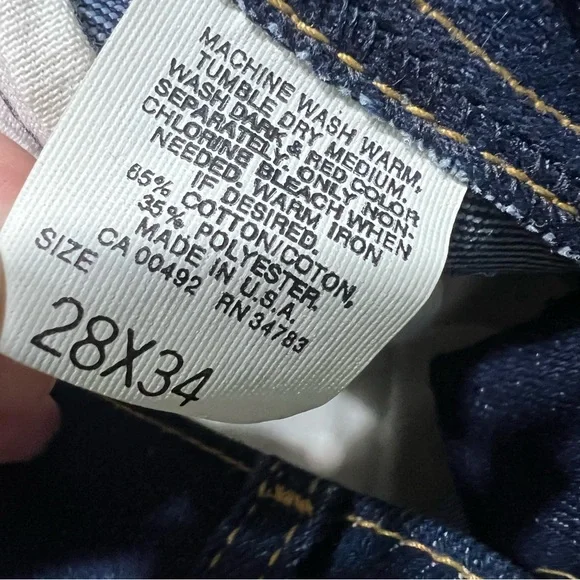 MACHINE WASH WARM,
TUMBLE DRY MEDIUM.
WASH DARK & RED COLOR
SEPARATELY, ONLY NON-
CHLORINE BLEACH WHEN
NEEDED. WARM IRON
IF DESIRED.
65% COTTON/COTON,
35% POLYESTER.
MADE IN U.S.A.
CA 00492 RN 34783
SIZE
28X34